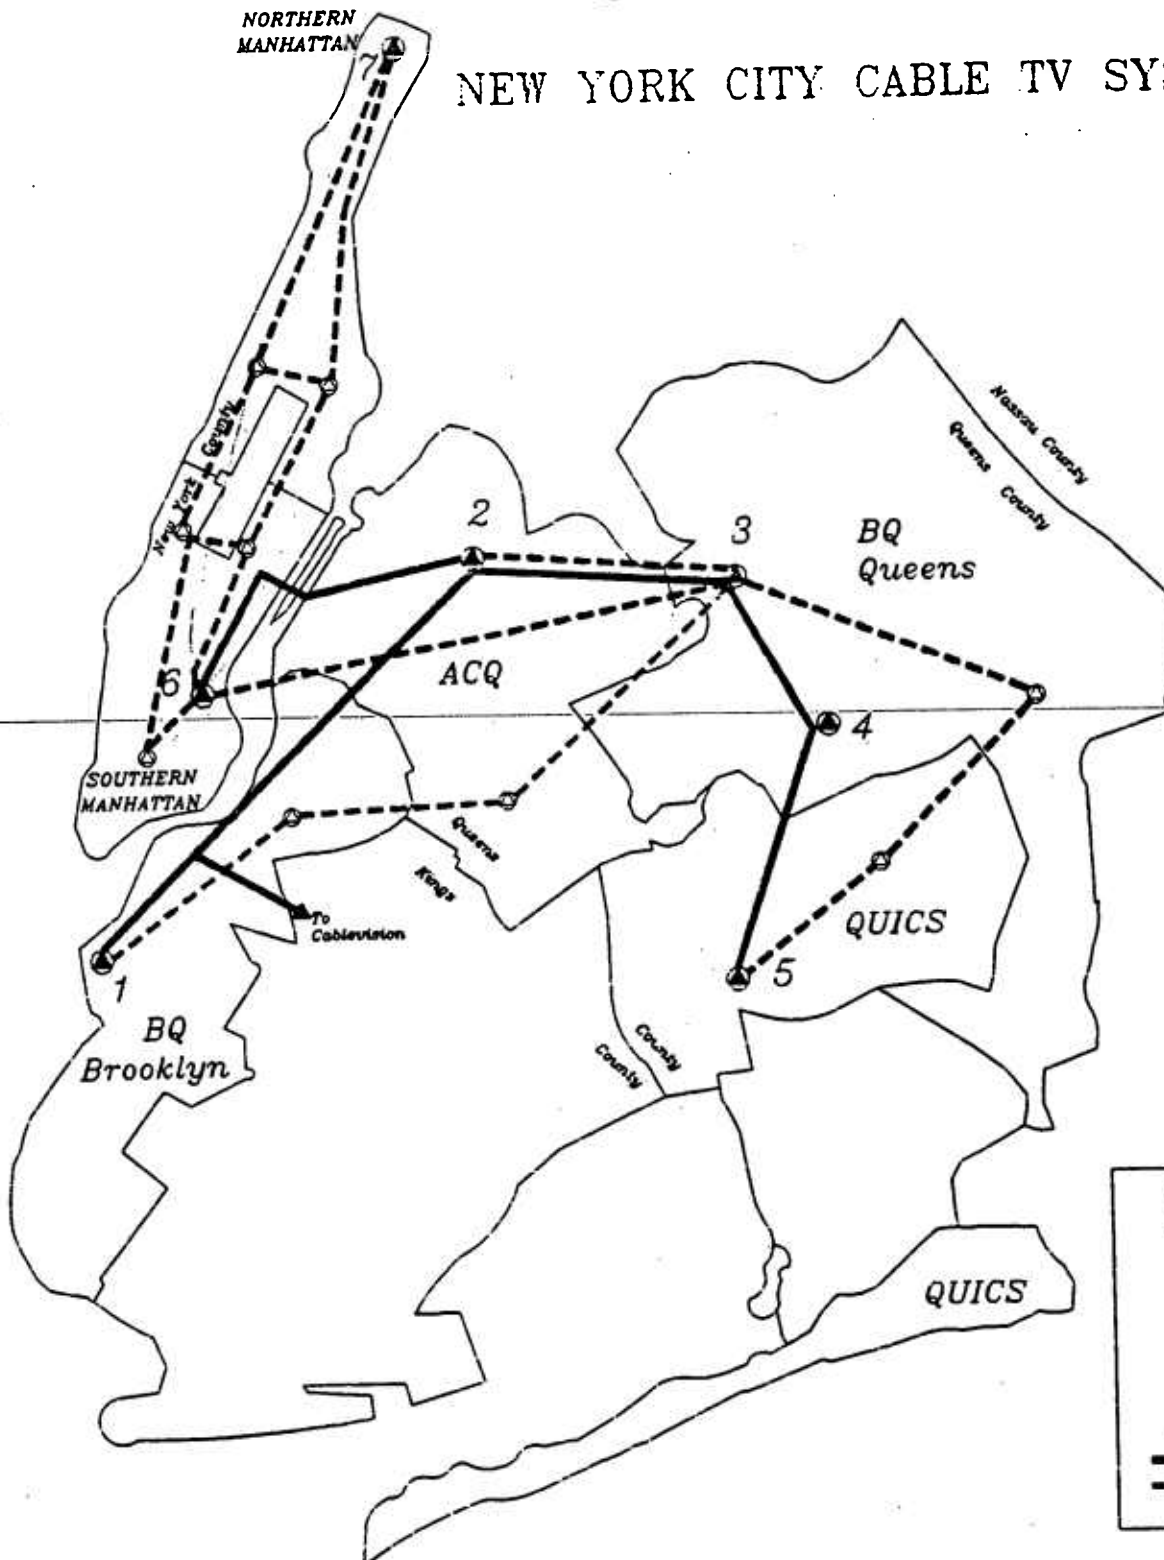 NORTHERN
MANHATTAN
7
NEW YORK CITY CABLE TV
Nassau County
Queens County
New York County
2
3
BQ
Queens
6
ACQ
4
SOUTHERN
MANHATTAN
Queens
Kings
To
Cablevision
QUICS
1
5
BQ
Brooklyn
County
County
QUICS